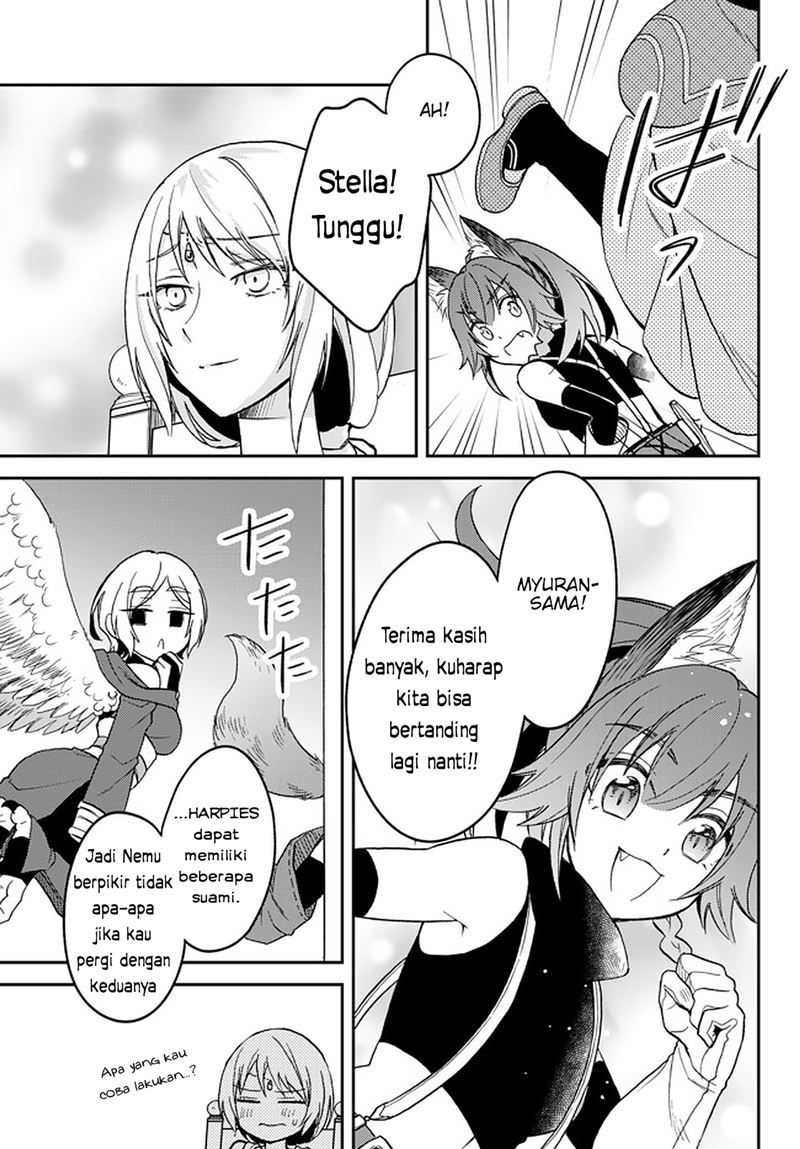 AH!
Stella!
Tunggu!
ばっ
MYURAN-
SAMA!
Terima kasih
banyak, kuharap
kita bisa
bertanding
lagi nanti!!
たたた
...HARPIES
dapat
memiliki
beberapa
suami.
Jadi Nemu
berpikir tidak
apa-apa
jika kau
pergi dengan
keduanya
Apa yang kau
coba lakukan..?